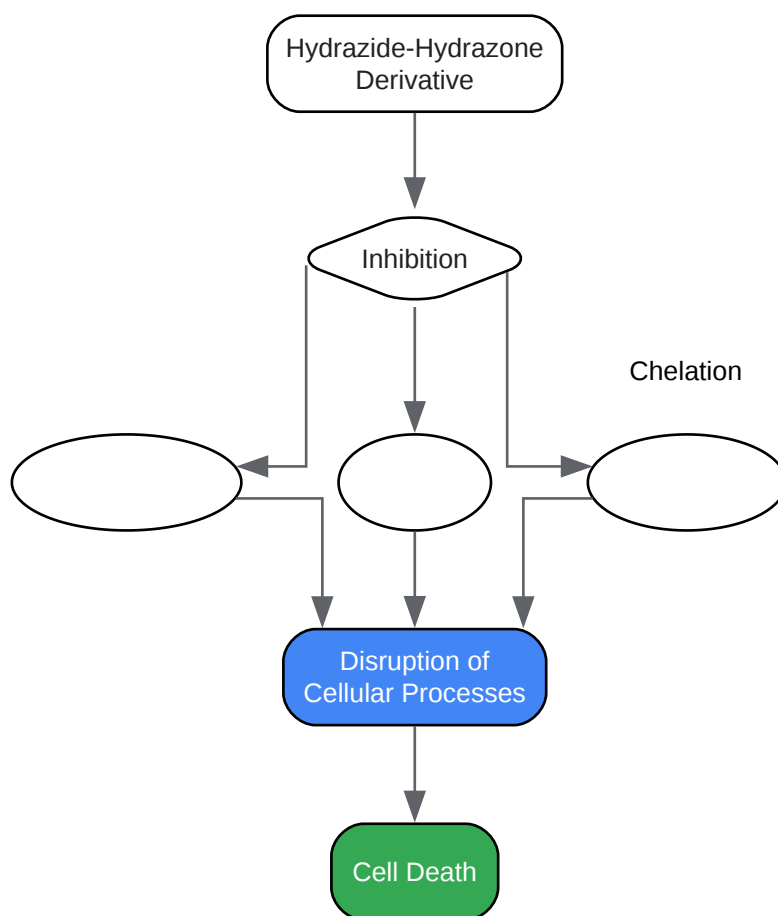 Hydrazide-Hydrazone
Derivative
Inhibition
Chelation
Disruption of
Cellular Processes
Cell Death